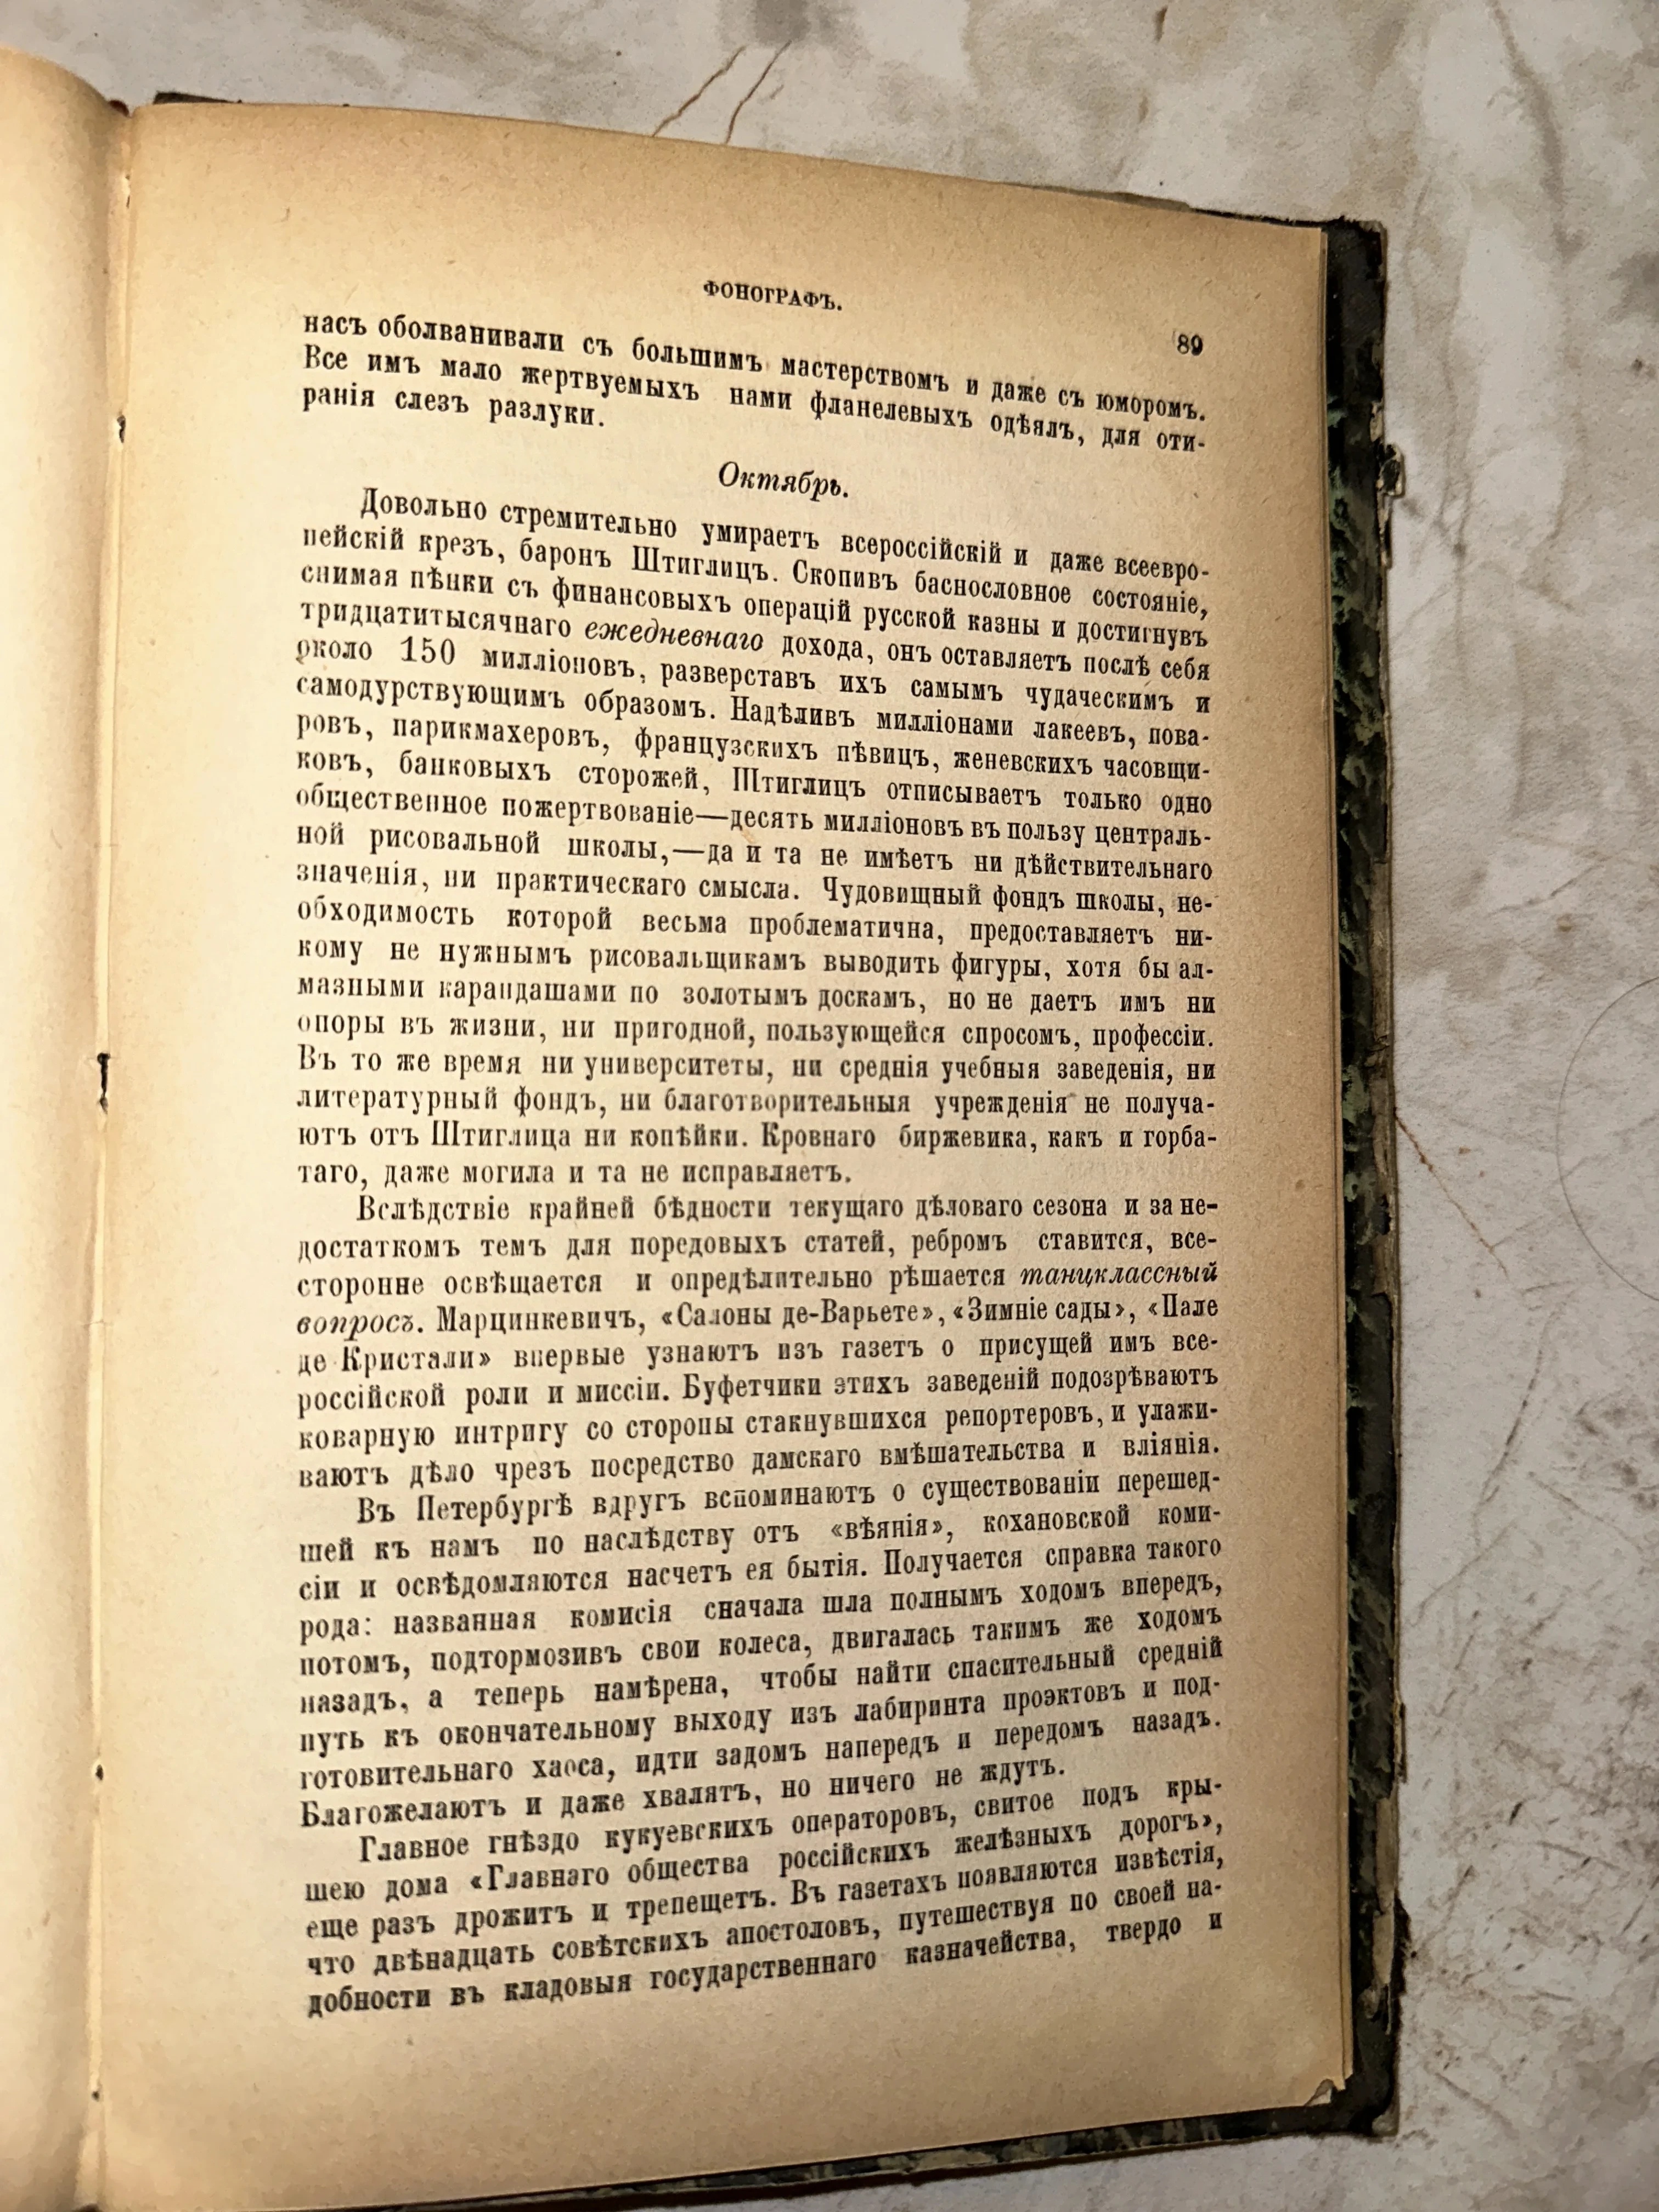 ФОНОГРАФЪ.
89
насъ оболванивали съ большимъ мастерствомъ и даже съ юморомъ.
Все имъ мало жертвуемыхъ нами фланелевыхъ одѣялъ, для оти-
ранія слезъ разлуки.
Октябрь.
Довольно стремительно умираетъ всероссійскій и даже всеевро-
пейскій крезъ, баронъ Штиглицъ. Скопивъ баснословное состояніе,
снимая пѣнки съ финансовыхъ операцій русской казны и достигнувъ
тридцатитысячнаго ежедневнаго дохода, онъ оставляетъ послѣ себя
около 150 милліоновъ, разверставъ ихъ самымъ чудаческимъ и
самодурствующимъ образомъ. Надѣливъ милліонами лакеевъ, пова-
ровъ, парикмахеровъ, французскихъ пѣвицъ, женевскихъ часовщи-
ковъ, банковыхъ сторожей, Штиглицъ отписываетъ только одно
общественное пожертвованіе—десять милліоновъ въ пользу централь-
ной рисовальной школы,—да и та не имѣетъ ни дѣйствительнаго
значенія, ни практическаго смысла. Чудовищный фондъ школы, не-
обходимость которой весьма проблематична, предоставляетъ ни-
кому не нужнымъ рисовальщикамъ выводить фигуры, хотя бы ал-
мазными карандашами по золотымъ доскамъ, но не даетъ имъ ни
опоры въ жизни, ни пригодной, пользующейся спросомъ, профессіи.
Въ то же время ни университеты, ни среднія учебныя заведенія, ни
литературный фондъ, ни благотворительныя учрежденія не получа-
ютъ отъ Штиглица ни копѣйки. Кровнаго биржевика, какъ и горба-
таго, даже могила и та не исправляетъ.
Вслѣдствіе крайней бѣдности текущаго дѣловаго сезона и за не-
достаткомъ темъ для передовыхъ статей, ребромъ ставится, все-
сторонне освѣщается и опредѣлительно рѣшается танцклассный
вопросъ. Марцинкевичъ, «Салоны де-Варьете», «Зимніе сады», «Пале
де Кристали» впервые узнаютъ изъ газетъ о присущей имъ все-
россійской роли и миссіи. Буфетчики этихъ заведеній подозрѣваютъ
коварную интригу со стороны стакнувшихся репортеровъ, и улажи-
ваютъ дѣло чрезъ посредство дамскаго вмѣшательства и вліянія.
Въ Петербургѣ вдругъ вспоминаютъ о существованіи перешед-
шей къ намъ по наслѣдству отъ «вѣянія», кохановской коми-
сіи и освѣдомляются насчетъ ея бытія. Получается справка такого
рода: названная комисія сначала шла полнымъ ходомъ впередъ,
потомъ, подтормозивъ свои колеса, двигалась такимъ же ходомъ
назадъ, а теперь намѣрена, чтобы найти спасительный средній
путь къ окончательному выходу изъ лабиринта проэктовъ и под-
готовительнаго хаоса, идти задомъ напередъ и передомъ назадъ.
Благожелаютъ и даже хвалятъ, но ничего не ждутъ.
Главное гнѣздо кукуевскихъ операторовъ, свитое подъ кры-
шею дома «Главнаго общества россійскихъ желѣзныхъ дорогъ»,
еще разъ дрожитъ и трепещетъ. Въ газетахъ появляются извѣстія,
что двѣнадцать совѣтскихъ апостоловъ, путешествуя по своей на-
добности въ кладовыя государственнаго казначейства, твердо и